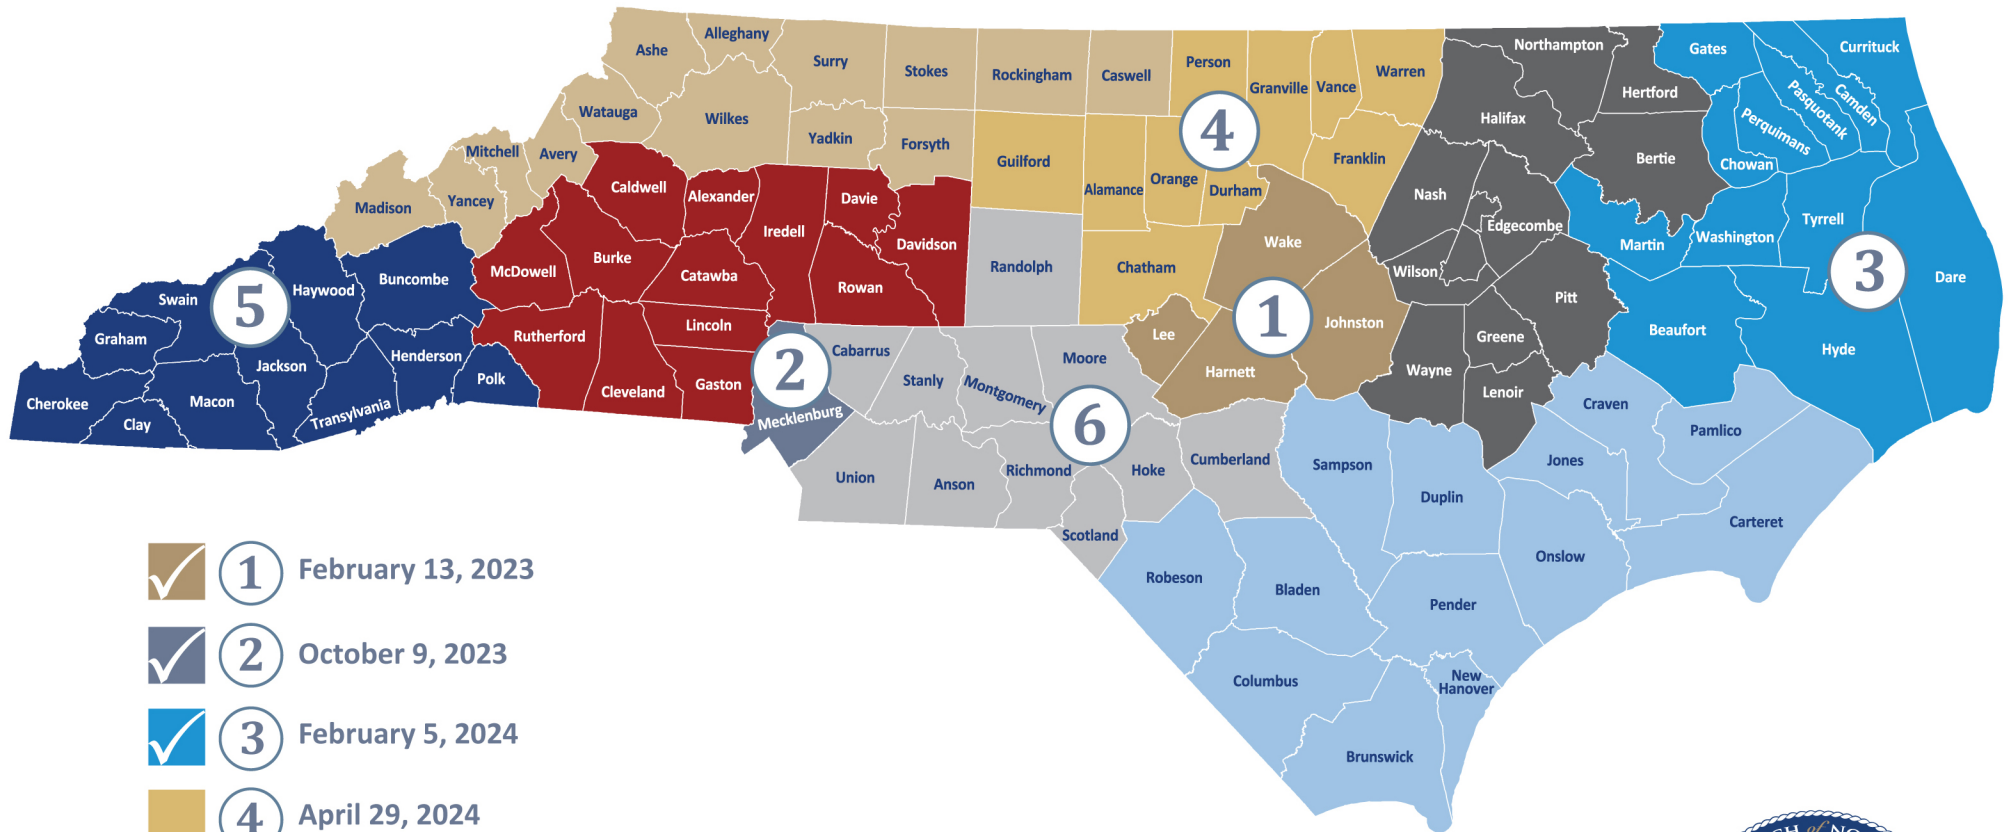 Ashe
Alleghany
Surry
Stokes
Rockingham
Caswell
Person
Granville
Vance
Warren
Northampton
Hertford
Gates
Currituck
Camden
Pasquotank
Perquimans
Chowan
Watauga
Wilkes
Yadkin
Forsyth
Guilford
Alamance
Orange
Durham
4
Franklin
Halifax
Bertie
Mitchell
Avery
Madison
Yancey
Caldwell
Alexander
Iredell
Davie
Davidson
Randolph
Chatham
Wake
Nash
Edgecombe
Martin
Washington
Tyrrell
3
Dare
Swain
5
Haywood
Buncombe
McDowell
Burke
Catawba
Rowan
Lee
1
Johnston
Wilson
Pitt
Beaufort
Hyde
Graham
Jackson
Henderson
Polk
Rutherford
Cleveland
Lincoln
Gaston
2
Mecklenburg
Cabarrus
Stanly
Montgomery
Moore
6
Harnett
Wayne
Greene
Lenoir
Craven
Pamlico
Cherokee
Clay
Macon
Transylvania
Union
Anson
Richmond
Hoke
Scotland
Cumberland
Sampson
Duplin
Jones
Onslow
Carteret
Robeson
Bladen
Pender
Columbus
Brunswick
New
Hanover
1 February 13, 2023
2 October 9, 2023
3 February 5, 2024
4 April 29, 2024